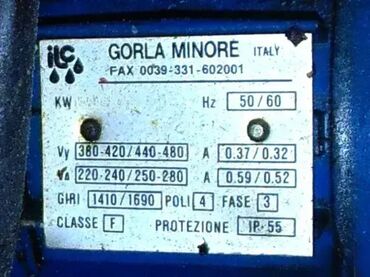 ilc GORLA MINORE ITALY
FAX 0039-331-602001
KW Hz 50/60
Vy 380-420/440-480 A 0.37/0.32
V 220-240/250-280 A 0.59/0.52
GIRI 1410/1690 POLI 4 FASE 3
CLASSE F PROTEZIONE IP-55